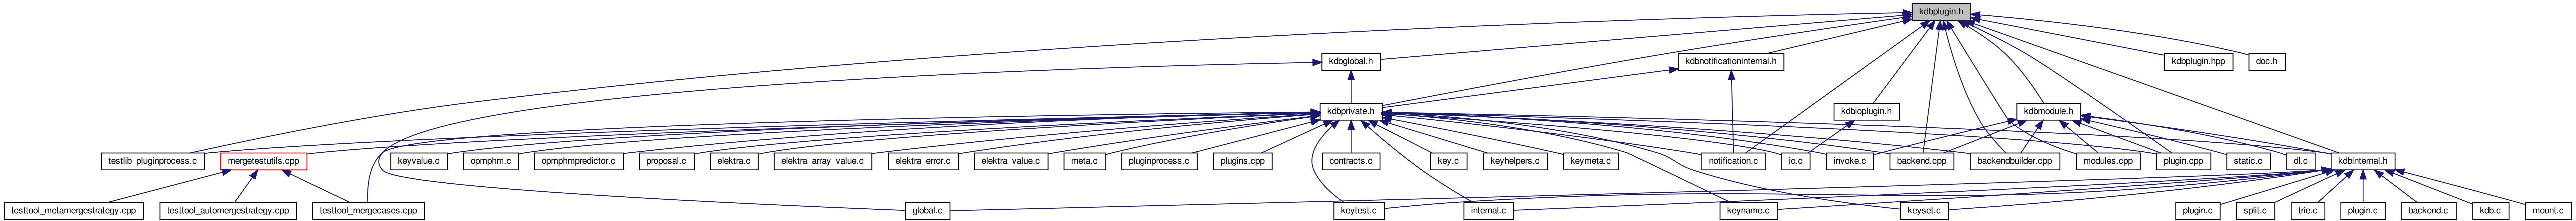 kdbplugin.h
kdbglobal.h
kdbnotificationinternal.h
kdbplugin.hpp
doc.h
kdbprivate.h
kdbioplugin.h
kdbmodule.h
testlib_pluginprocess.c
mergetestutils.cpp
keyvalue.c
opmphm.c
opmphmpredictor.c
proposal.c
elektra.c
elektra_array_value.c
elektra_error.c
elektra_value.c
meta.c
pluginprocess.c
plugins.cpp
contracts.c
key.c
keyhelpers.c
keymeta.c
notification.c
io.c
invoke.c
backend.cpp
backendbuilder.cpp
modules.cpp
plugin.cpp
static.c
dl.c
kdbinternal.h
testtool_metamergestrategy.cpp
testtool_automergestrategy.cpp
testtool_mergecases.cpp
global.c
keytest.c
internal.c
keyname.c
keyset.c
plugin.c
split.c
trie.c
plugin.c
backend.c
kdb.c
mount.c